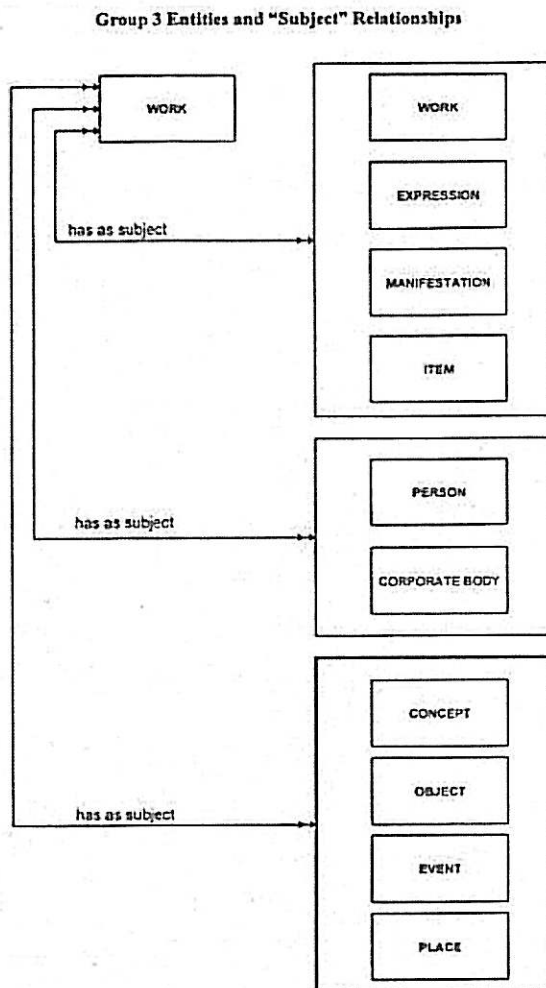 Group 3 Entities and “Subject” Relationships
WORK
WORK
EXPRESSION
has as subject
MANIFESTATION
ITEM
PERSON
has as subject
CORPORATE BODY
CONCEPT
OBJECT
has as subject
EVENT
PLACE